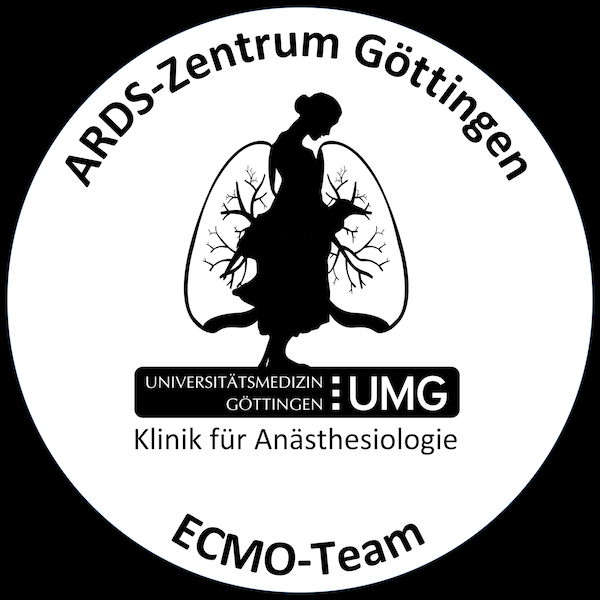 ARDS-Zentrum Göttingen
UNIVERSITÄTSMEDIZIN
GÖTTINGEN
UMG
Klinik für Anästhesiologie
ECMO-Team